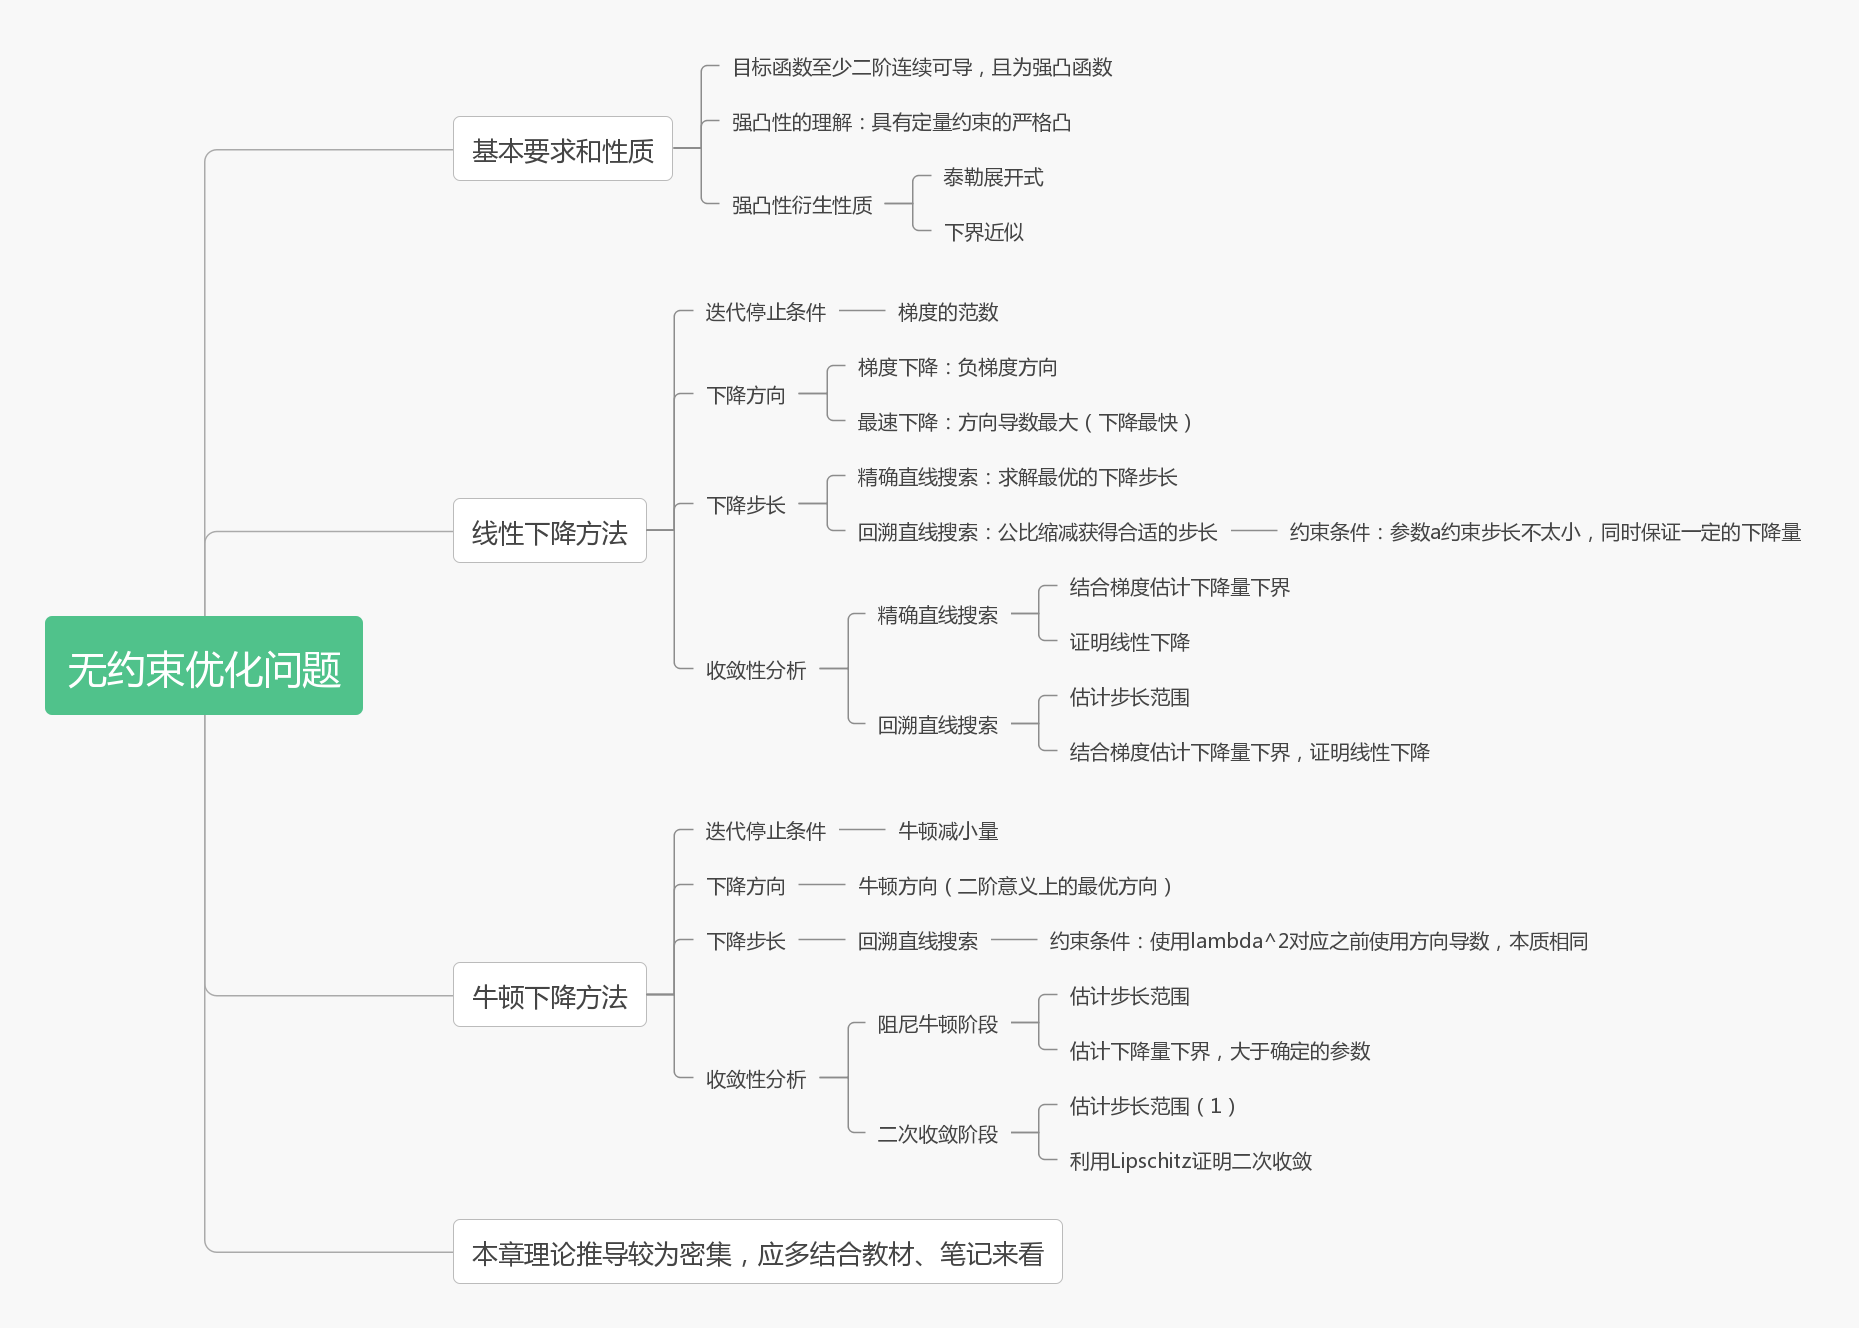 无约束优化问题
基本要求和性质
目标函数至少二阶连续可导，且为强凸函数
强凸性的理解：具有定量约束的严格凸
强凸性衍生性质
泰勒展开式
下界近似
线性下降方法
迭代停止条件
梯度的范数
下降方向
梯度下降：负梯度方向
最速下降：方向导数最大（下降最快）
下降步长
精确直线搜索：求解最优的下降步长
回溯直线搜索：公比缩减获得合适的步长
约束条件：参数a约束步长不太小，同时保证一定的下降量
收敛性分析
精确直线搜索
结合梯度估计下降量下界
证明线性下降
回溯直线搜索
估计步长范围
结合梯度估计下降量下界，证明线性下降
牛顿下降方法
迭代停止条件
牛顿减小量
下降方向
牛顿方向（二阶意义上的最优方向）
下降步长
回溯直线搜索
约束条件：使用lambda^2对应之前使用方向导数，本质相同
收敛性分析
阻尼牛顿阶段
估计步长范围
估计下降量下界，大于确定的参数
二次收敛阶段
估计步长范围（1）
利用Lipschitz证明二次收敛
本章理论推导较为密集，应多结合教材、笔记来看